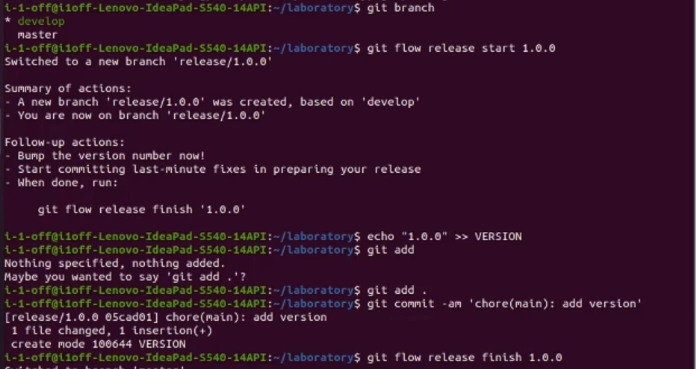 i-1-off@i1off-Lenovo-IdeaPad-S540-14API:~/laboratory$ git branch
* develop
  master
i-1-off@i1off-Lenovo-IdeaPad-S540-14API:~/laboratory$ git flow release start 1.0.0
Switched to a new branch 'release/1.0.0'

Summary of actions:
- A new branch 'release/1.0.0' was created, based on 'develop'
- You are now on branch 'release/1.0.0'

Follow-up actions:
- Bump the version number now!
- Start committing last-minute fixes in preparing your release
- When done, run:

     git flow release finish '1.0.0'

i-1-off@i1off-Lenovo-IdeaPad-S540-14API:~/laboratory$ echo "1.0.0" >> VERSION
i-1-off@i1off-Lenovo-IdeaPad-S540-14API:~/laboratory$ git add
Nothing specified, nothing added.
Maybe you wanted to say 'git add .'?
i-1-off@i1off-Lenovo-IdeaPad-S540-14API:~/laboratory$ git add .
i-1-off@i1off-Lenovo-IdeaPad-S540-14API:~/laboratory$ git commit -am 'chore(main): add version'
[release/1.0.0 05cad01] chore(main): add version
 1 file changed, 1 insertion(+)
 create mode 100644 VERSION
i-1-off@i1off-Lenovo-IdeaPad-S540-14API:~/laboratory$ git flow release finish 1.0.0